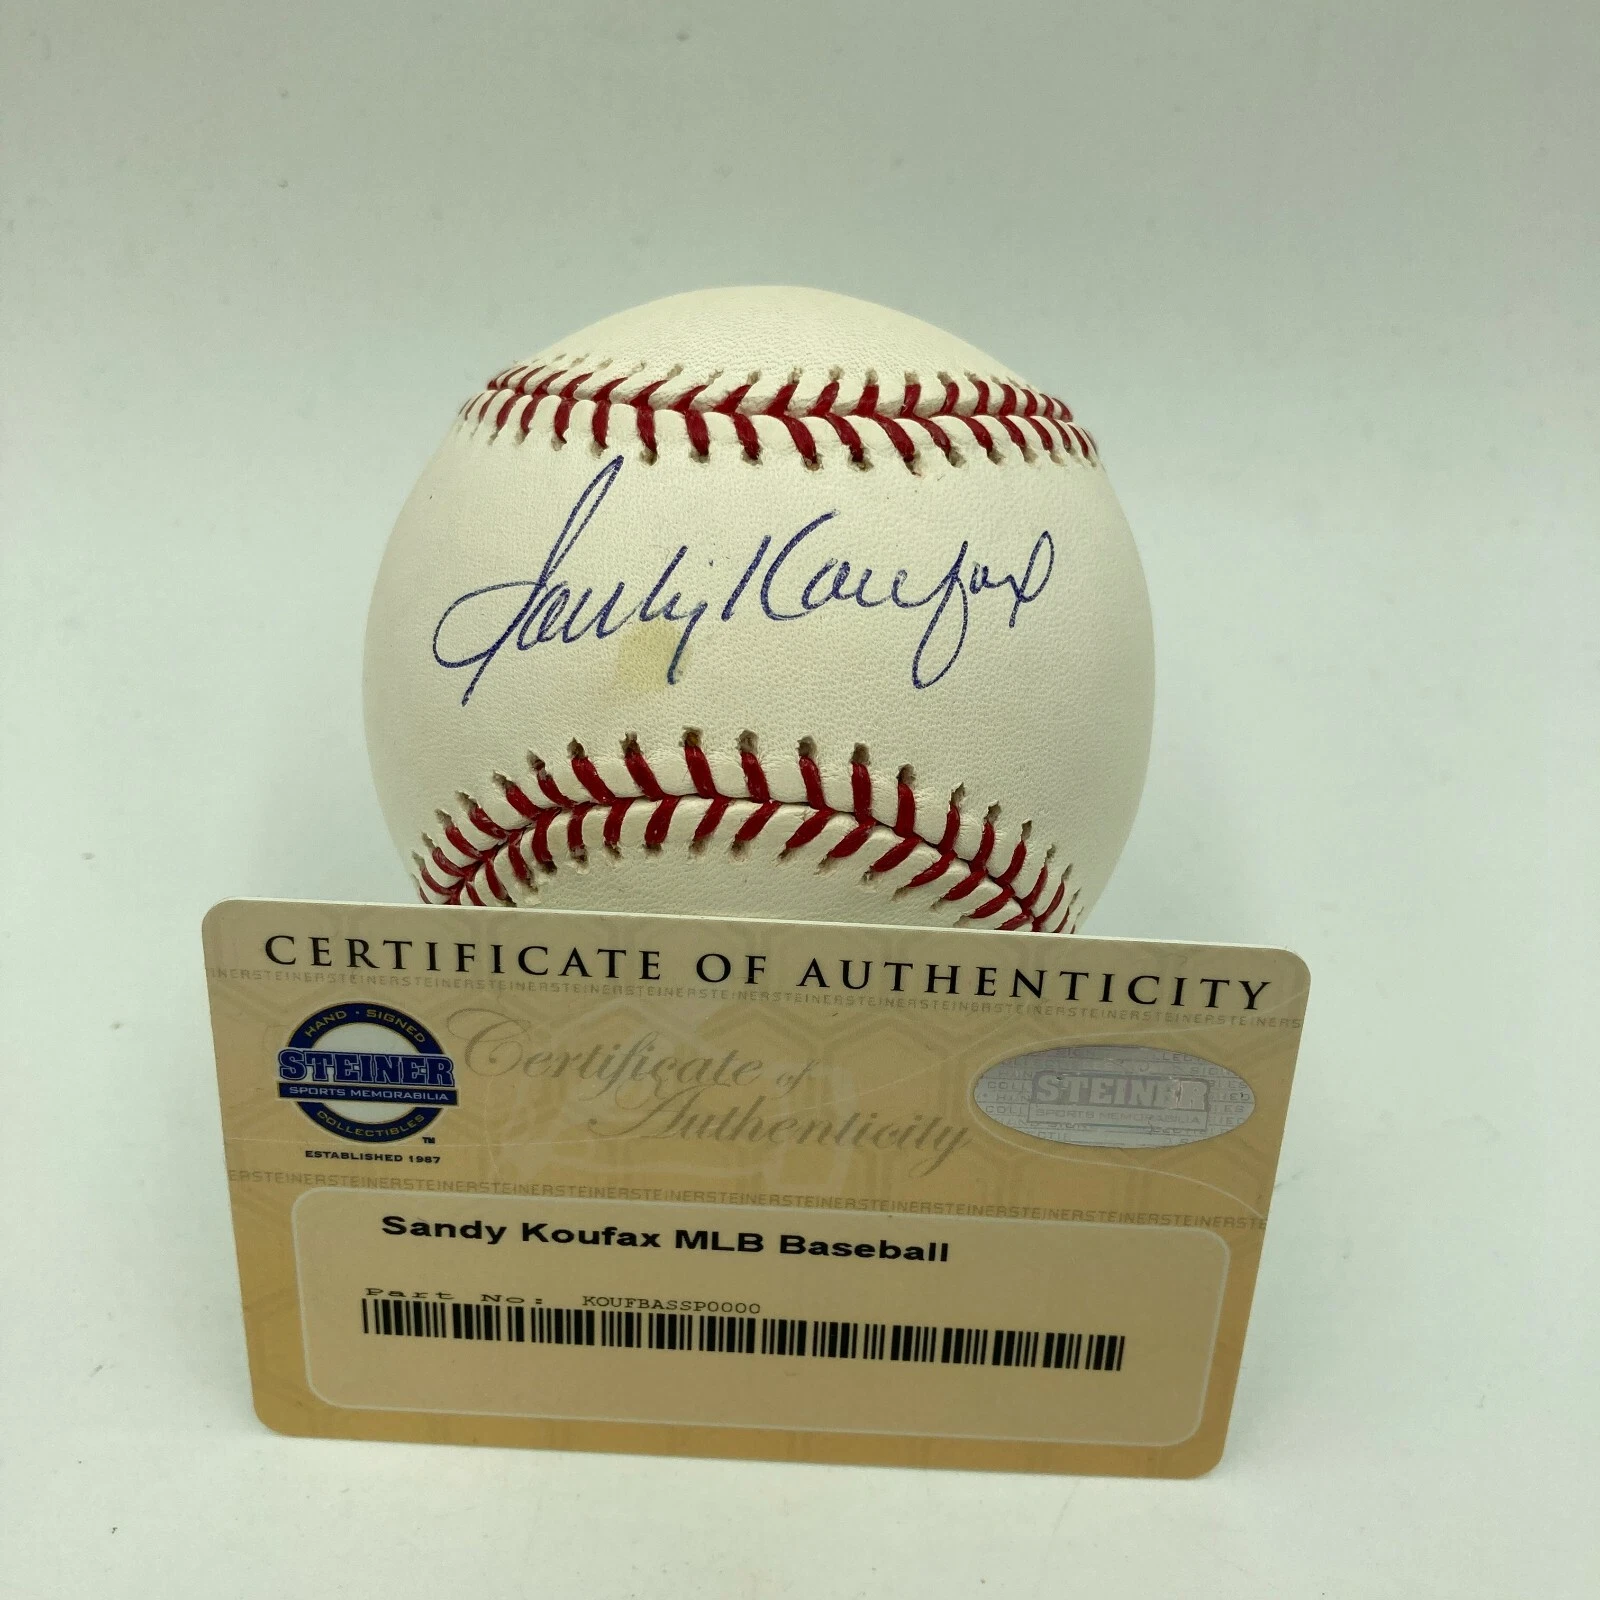 Sandy Koufax
CERTIFICATE OF AUTHENTICITY
HAND · SIGNED
STEINER
SPORTS MEMORABILIA
COLLECTIBLES
TM
ESTABLISHED 1987
Certificate of
Authenticity
STEINER
SPORTS MEMORABILIA
Sandy Koufax MLB Baseball
Part No: KOUFBASSP0000